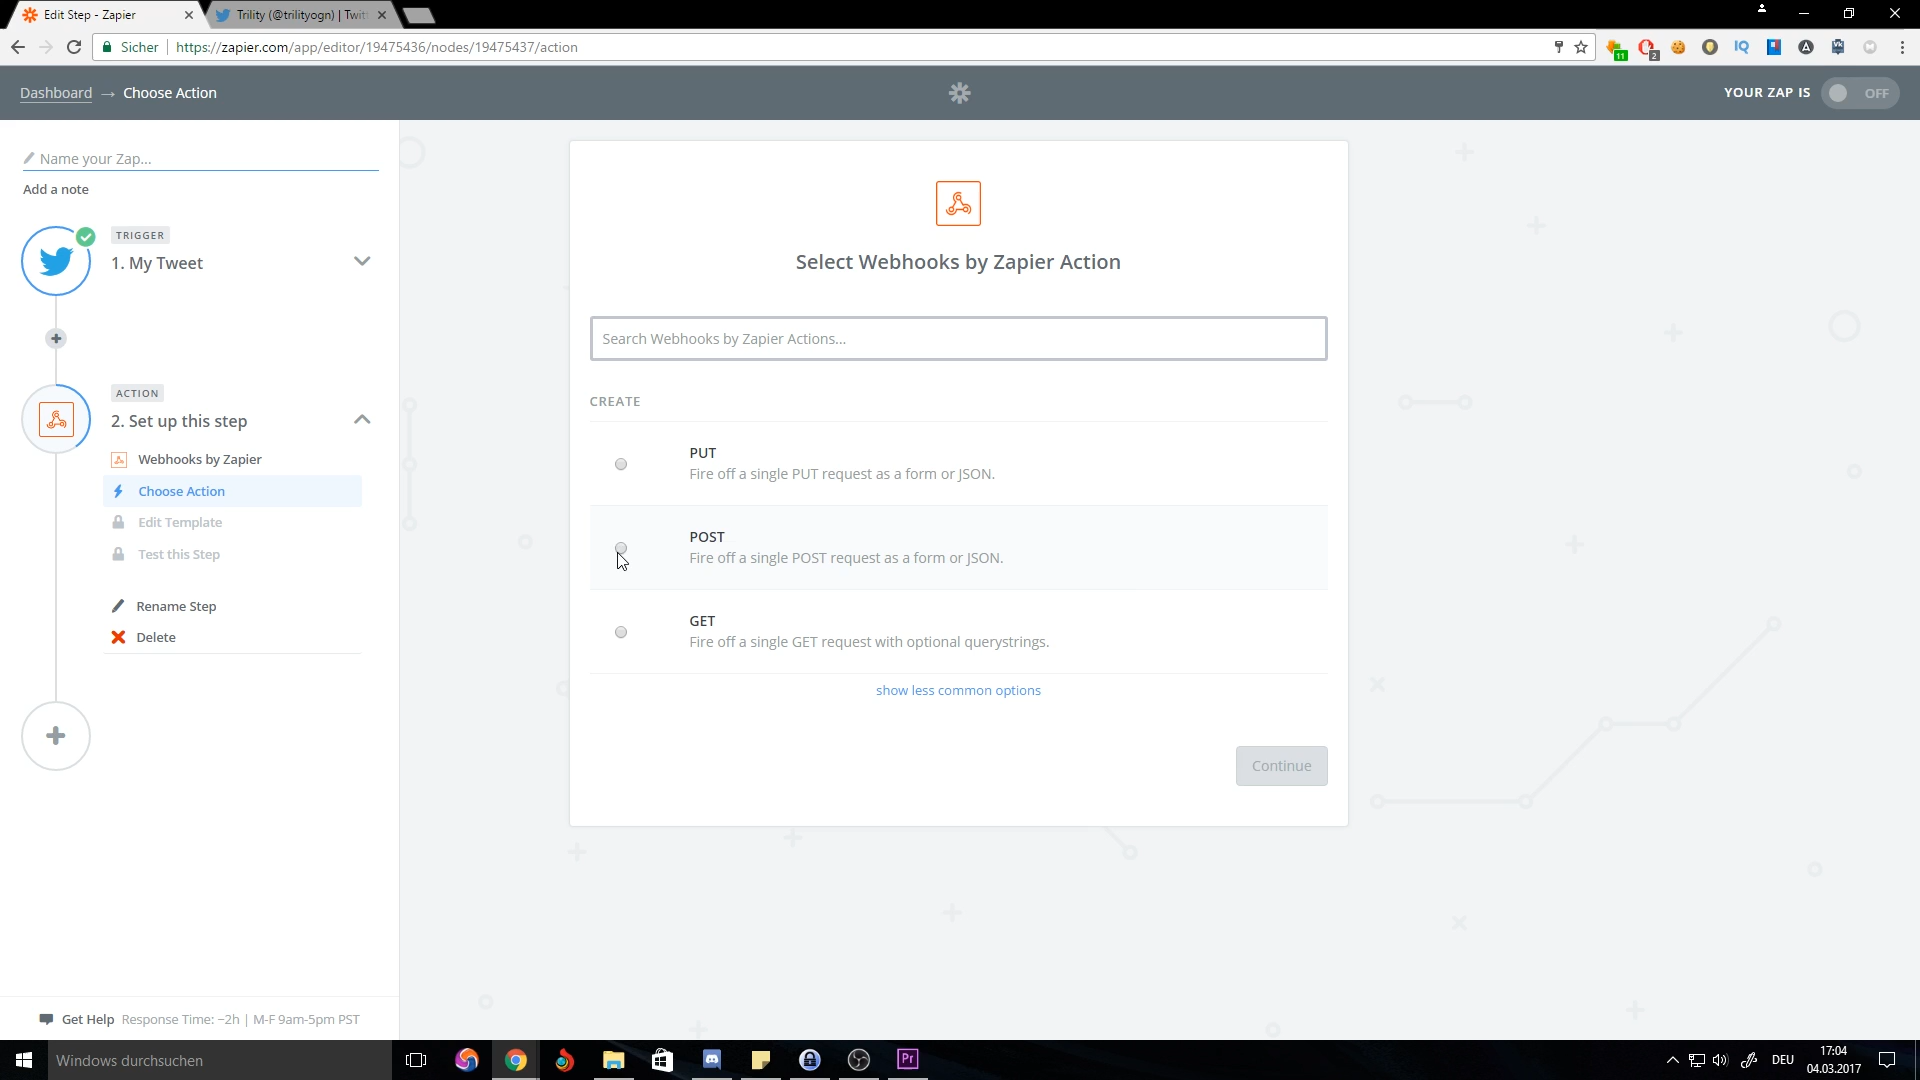 Edit Step - Zapier
Trility (@trilityogn) | Twit
Sicher
https://zapier.com/app/editor/19475436/nodes/19475437/action
11
2
IQ
Dashboard → Choose Action
YOUR ZAP IS
OFF
Name your Zap...
Add a note
TRIGGER
1. My Tweet
ACTION
2. Set up this step
Webhooks by Zapier
Choose Action
Edit Template
Test this Step
Rename Step
Delete
Get Help Response Time: ~2h | M-F 9am-5pm PST
Select Webhooks by Zapier Action
Search Webhooks by Zapier Actions...
CREATE
PUT
Fire off a single PUT request as a form or JSON.
POST
Fire off a single POST request as a form or JSON.
GET
Fire off a single GET request with optional querystrings.
show less common options
Continue
Windows durchsuchen
Pr
DEU
17:04
04.03.2017